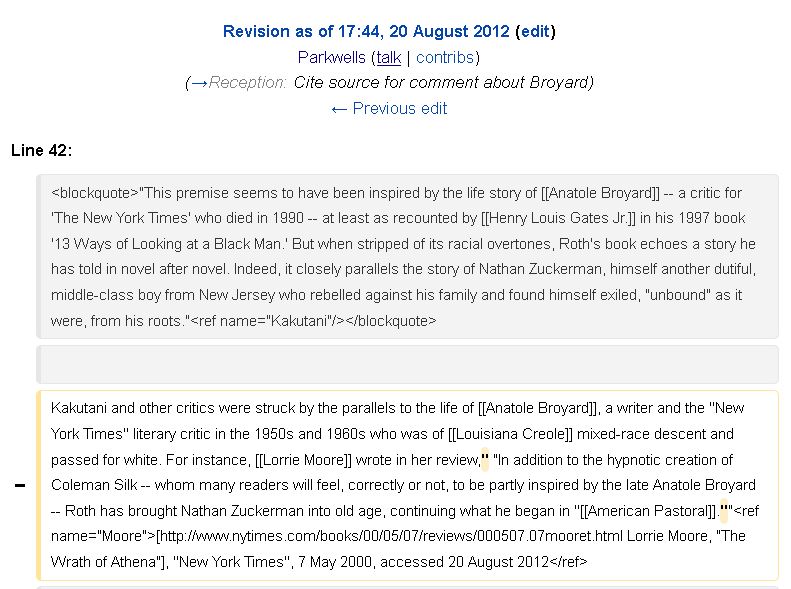 Revision as of 17:44, 20 August 2012 (edit)
Parkwells (talk | contribs)
(→Reception: Cite source for comment about Broyard)
← Previous edit
Line 42:
<blockquote>"This premise seems to have been inspired by the life story of [[Anatole Broyard]] -- a critic for
'The New York Times' who died in 1990 -- at least as recounted by [[Henry Louis Gates Jr.]] in his 1997 book
'13 Ways of Looking at a Black Man.' But when stripped of its racial overtones, Roth's book echoes a story he
has told in novel after novel. Indeed, it closely parallels the story of Nathan Zuckerman, himself another dutiful,
middle-class boy from New Jersey who rebelled against his family and found himself exiled, "unbound" as it
were, from his roots."<ref name="Kakutani"/></blockquote>
Kakutani and other critics were struck by the parallels to the life of [[Anatole Broyard]], a writer and the ''New
York Times'' literary critic in the 1950s and 1960s who was of [[Louisiana Creole]] mixed-race descent and
passed for white. For instance, [[Lorrie Moore]] wrote in her review,'' "In addition to the hypnotic creation of
− Coleman Silk -- whom many readers will feel, correctly or not, to be partly inspired by the late Anatole Broyard
-- Roth has brought Nathan Zuckerman into old age, continuing what he began in ''[[American Pastoral]].''"<ref
name="Moore">[http://www.nytimes.com/books/00/05/07/reviews/000507.07mooret.html Lorrie Moore, "The
Wrath of Athena"], ''New York Times'', 7 May 2000, accessed 20 August 2012</ref>